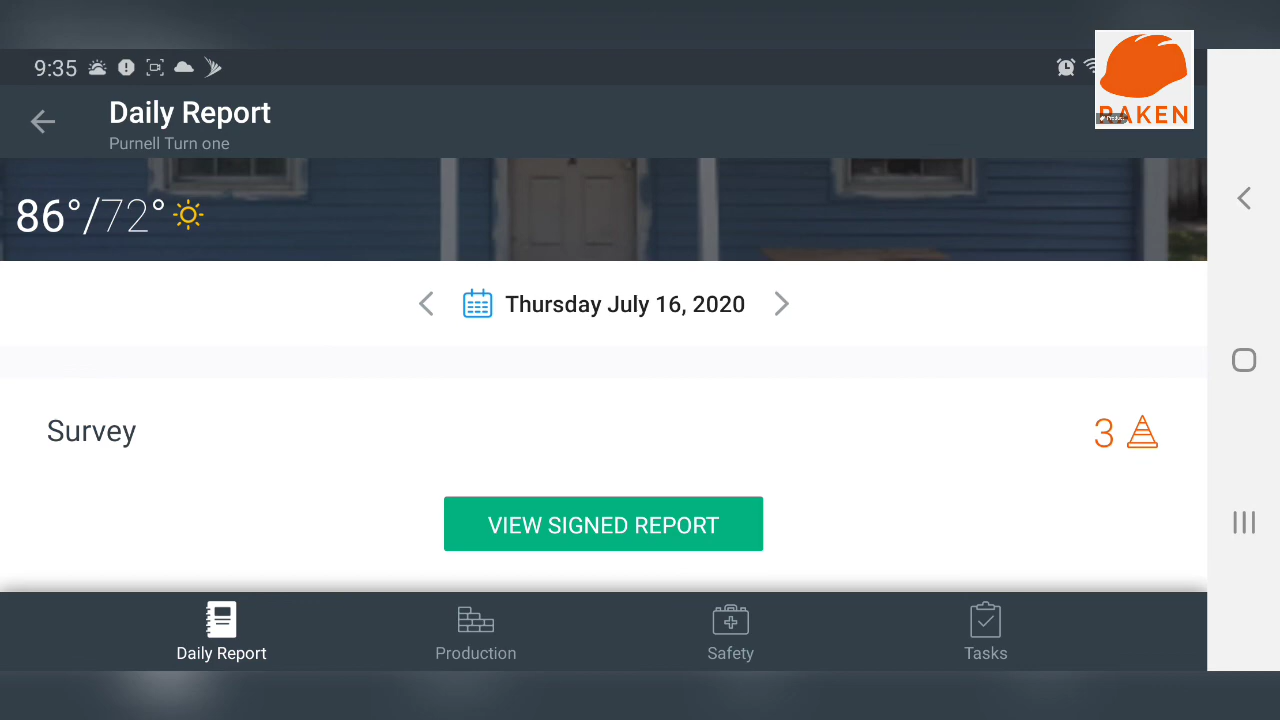 9:35
Daily Report
Purnell Turn one
RAKEN
Product
86°/72°
Thursday July 16, 2020
Survey
3
VIEW SIGNED REPORT
Daily Report
Production
Safety
Tasks